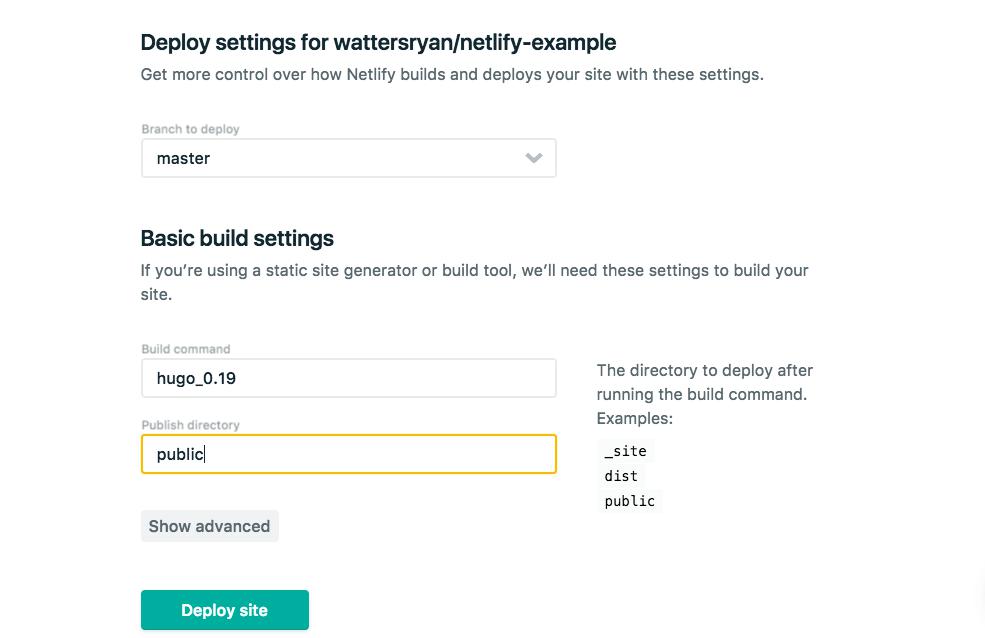 Deploy settings for wattersryan/netlify-example
Get more control over how Netlify builds and deploys your site with these settings.
Branch to deploy
master
Basic build settings
If you’re using a static site generator or build tool, we’ll need these settings to build your
site.
Build command
hugo_0.19
Publish directory
public
The directory to deploy after
running the build command.
Examples:
_site
dist
public
Show advanced
Deploy site